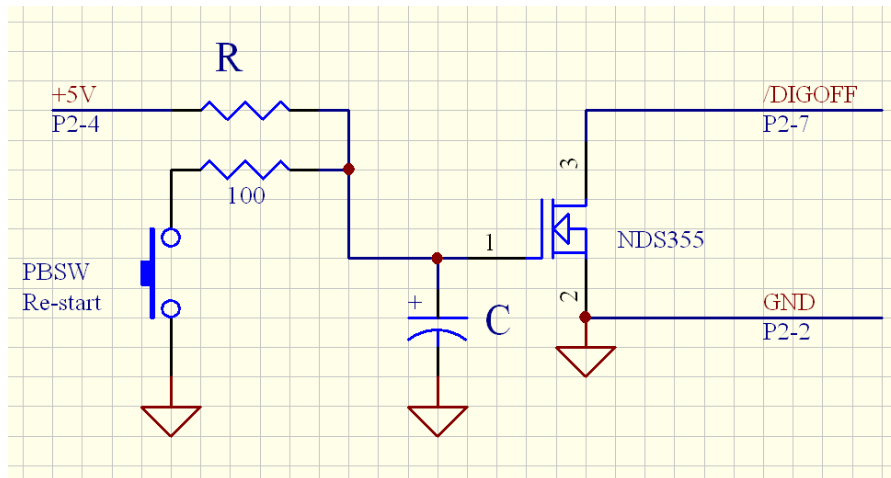 R
+5V
P2-4
/DIGOFF
P2-7
3
100
1
NDS355
PBSW
Re-start
+
C
2
GND
P2-2